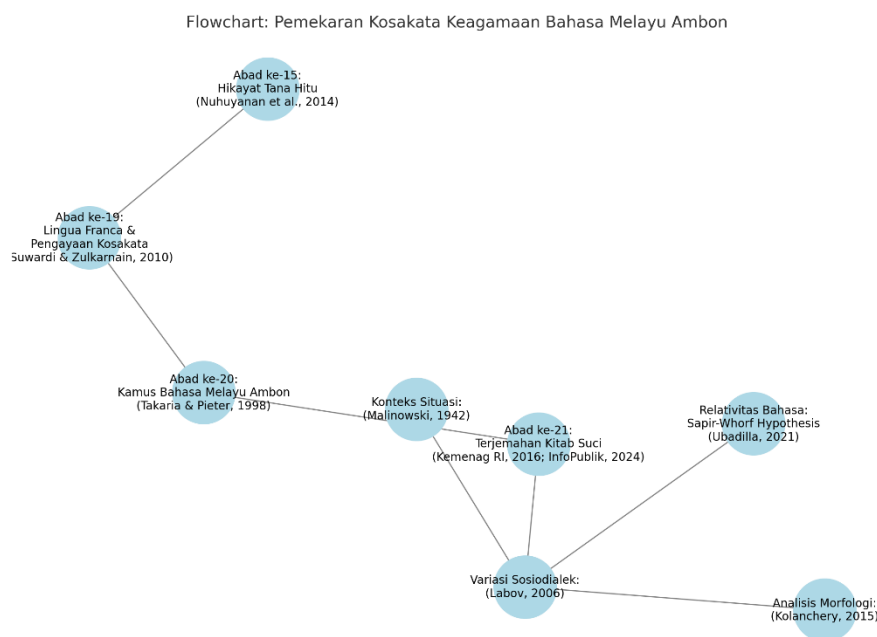 Flowchart: Pemekaran Kosakata Keagamaan Bahasa Melayu Ambon
Abad ke-15:
Hikayat Tana Hitu
(Nuhuyanan et al., 2014)
Abad ke-19:
Lingua Franca &
Pengayaan Kosakata
Suwardi & Zulkarnain, 2010)
Abad ke-20:
Kamus Bahasa Melayu Ambon
(Takaria & Pieter, 1998)
Konteks Situasi:
(Malinowski, 1942)
Abad ke-21:
Terjemahan Kitab Suci
(Kemenag RI, 2016; InfoPublik, 2024)
Relativitas Bahasa:
Sapir-Whorf Hypothesis
(Ubadilla, 2021)
Variasi Sosiodialek:
(Labov, 2006)
Analisis Morfologi:
(Kolanchery, 2015)